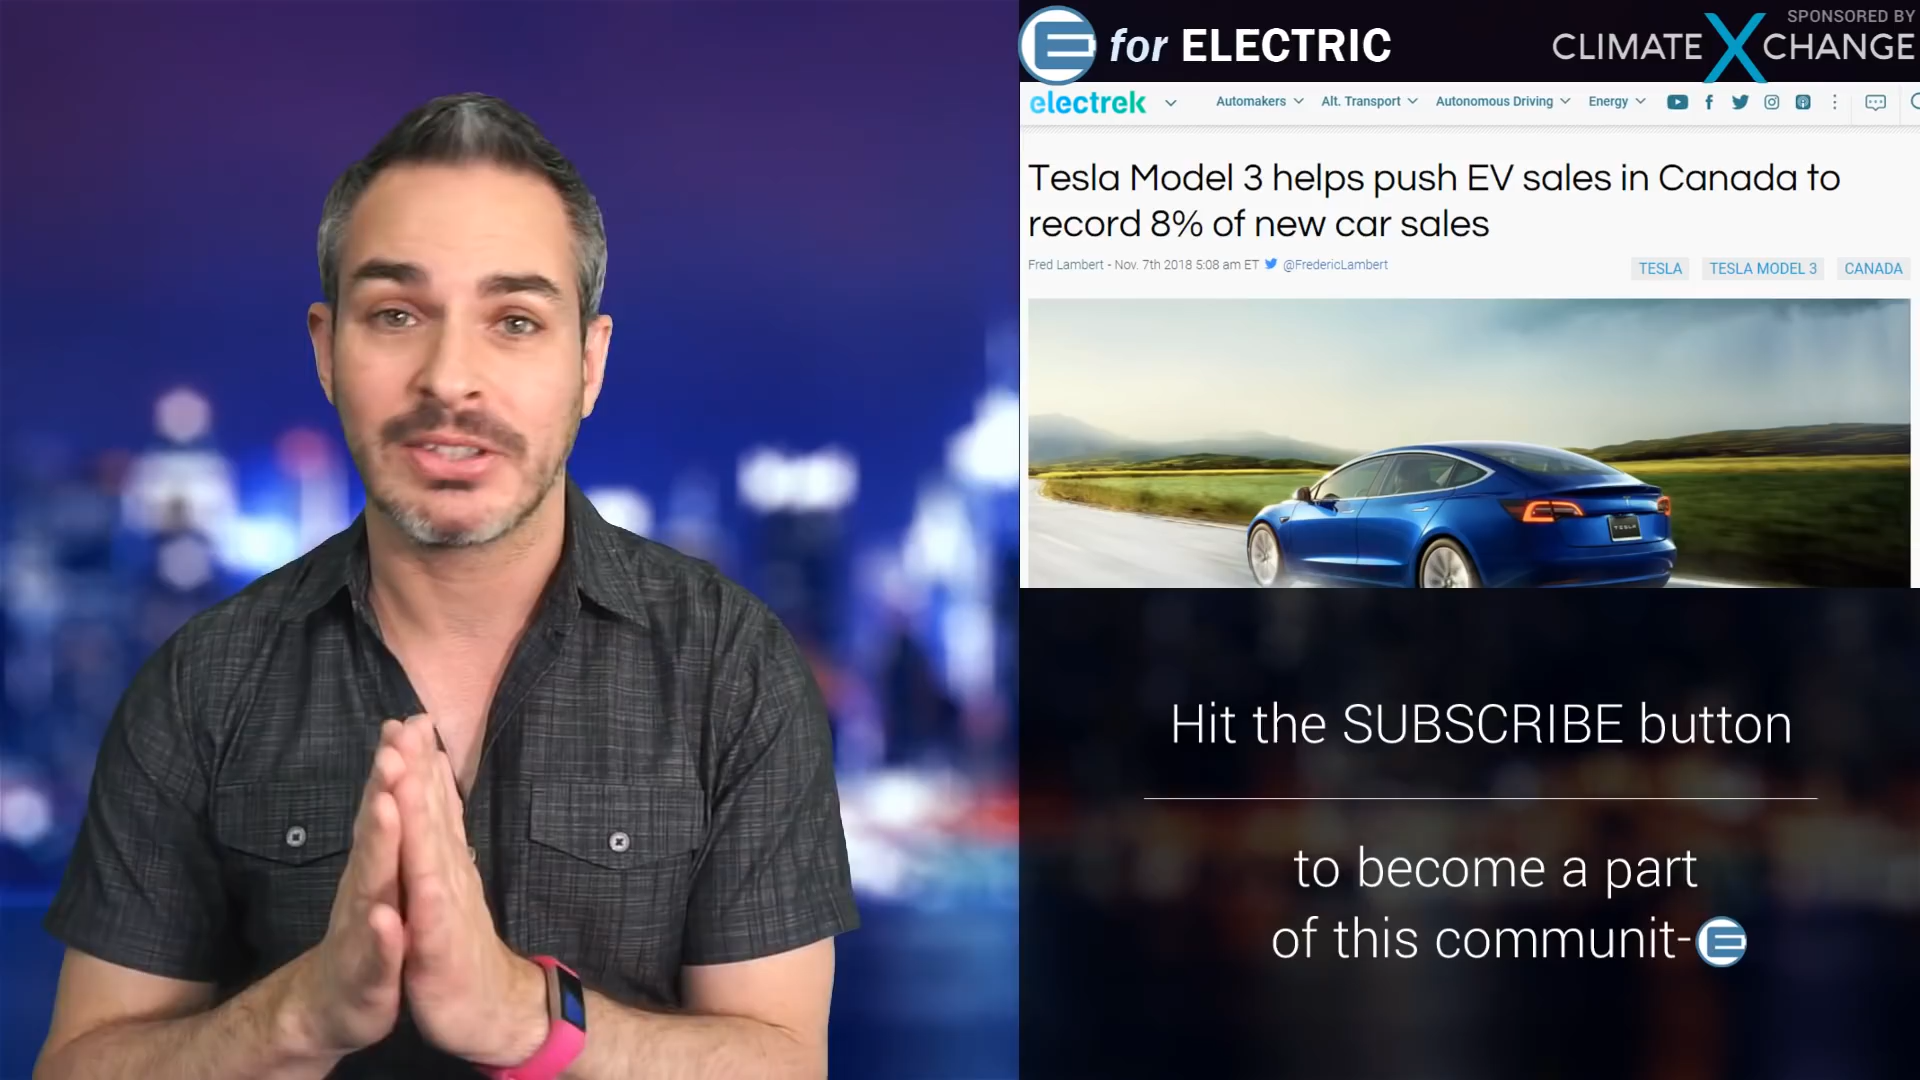 for ELECTRIC
SPONSORED BY
CLIMATE XCHANGE
electrek
Automakers
Alt. Transport
Autonomous Driving
Energy
Tesla Model 3 helps push EV sales in Canada to
record 8% of new car sales
Fred Lambert - Nov. 7th 2018 5:08 am ET @FredericLambert
TESLA
TESLA MODEL 3
CANADA
TESLA
Hit the SUBSCRIBE button
to become a part
of this communit-E